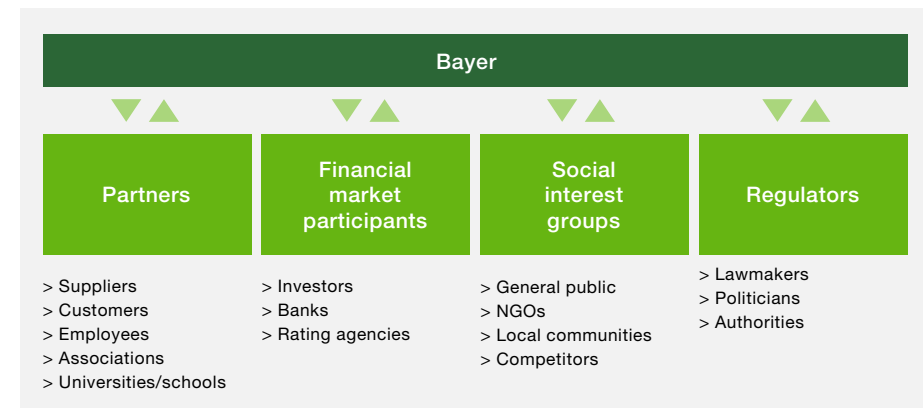 Bayer
Partners
Financial
market
participants
Social
interest
groups
Regulators
> Suppliers
> Customers
> Employees
> Associations
> Universities/schools
> Investors
> Banks
> Rating agencies
> General public
> NGOs
> Local communities
> Competitors
> Lawmakers
> Politicians
> Authorities